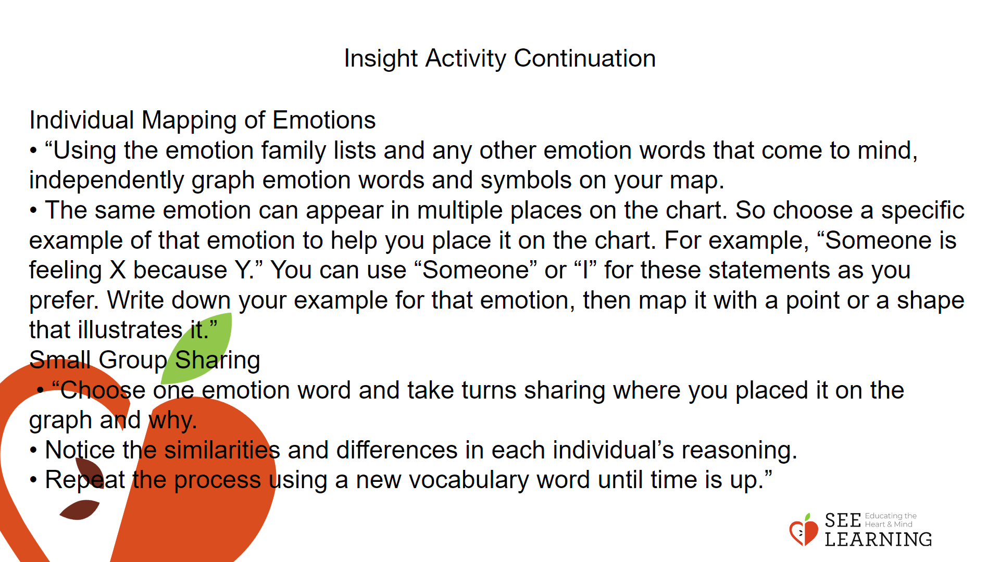 Insight Activity Continuation
Individual Mapping of Emotions
• “Using the emotion family lists and any other emotion words that come to mind,
independently graph emotion words and symbols on your map.
• The same emotion can appear in multiple places on the chart. So choose a specific
example of that emotion to help you place it on the chart. For example, “Someone is
feeling X because Y.” You can use “Someone” or “I” for these statements as you
prefer. Write down your example for that emotion, then map it with a point or a shape
that illustrates it.”
Small Group Sharing
• “Choose one emotion word and take turns sharing where you placed it on the
graph and why.
• Notice the similarities and differences in each individual’s reasoning.
• Repeat the process using a new vocabulary word until time is up.”
SEE LEARNING
Educating the
Heart & Mind